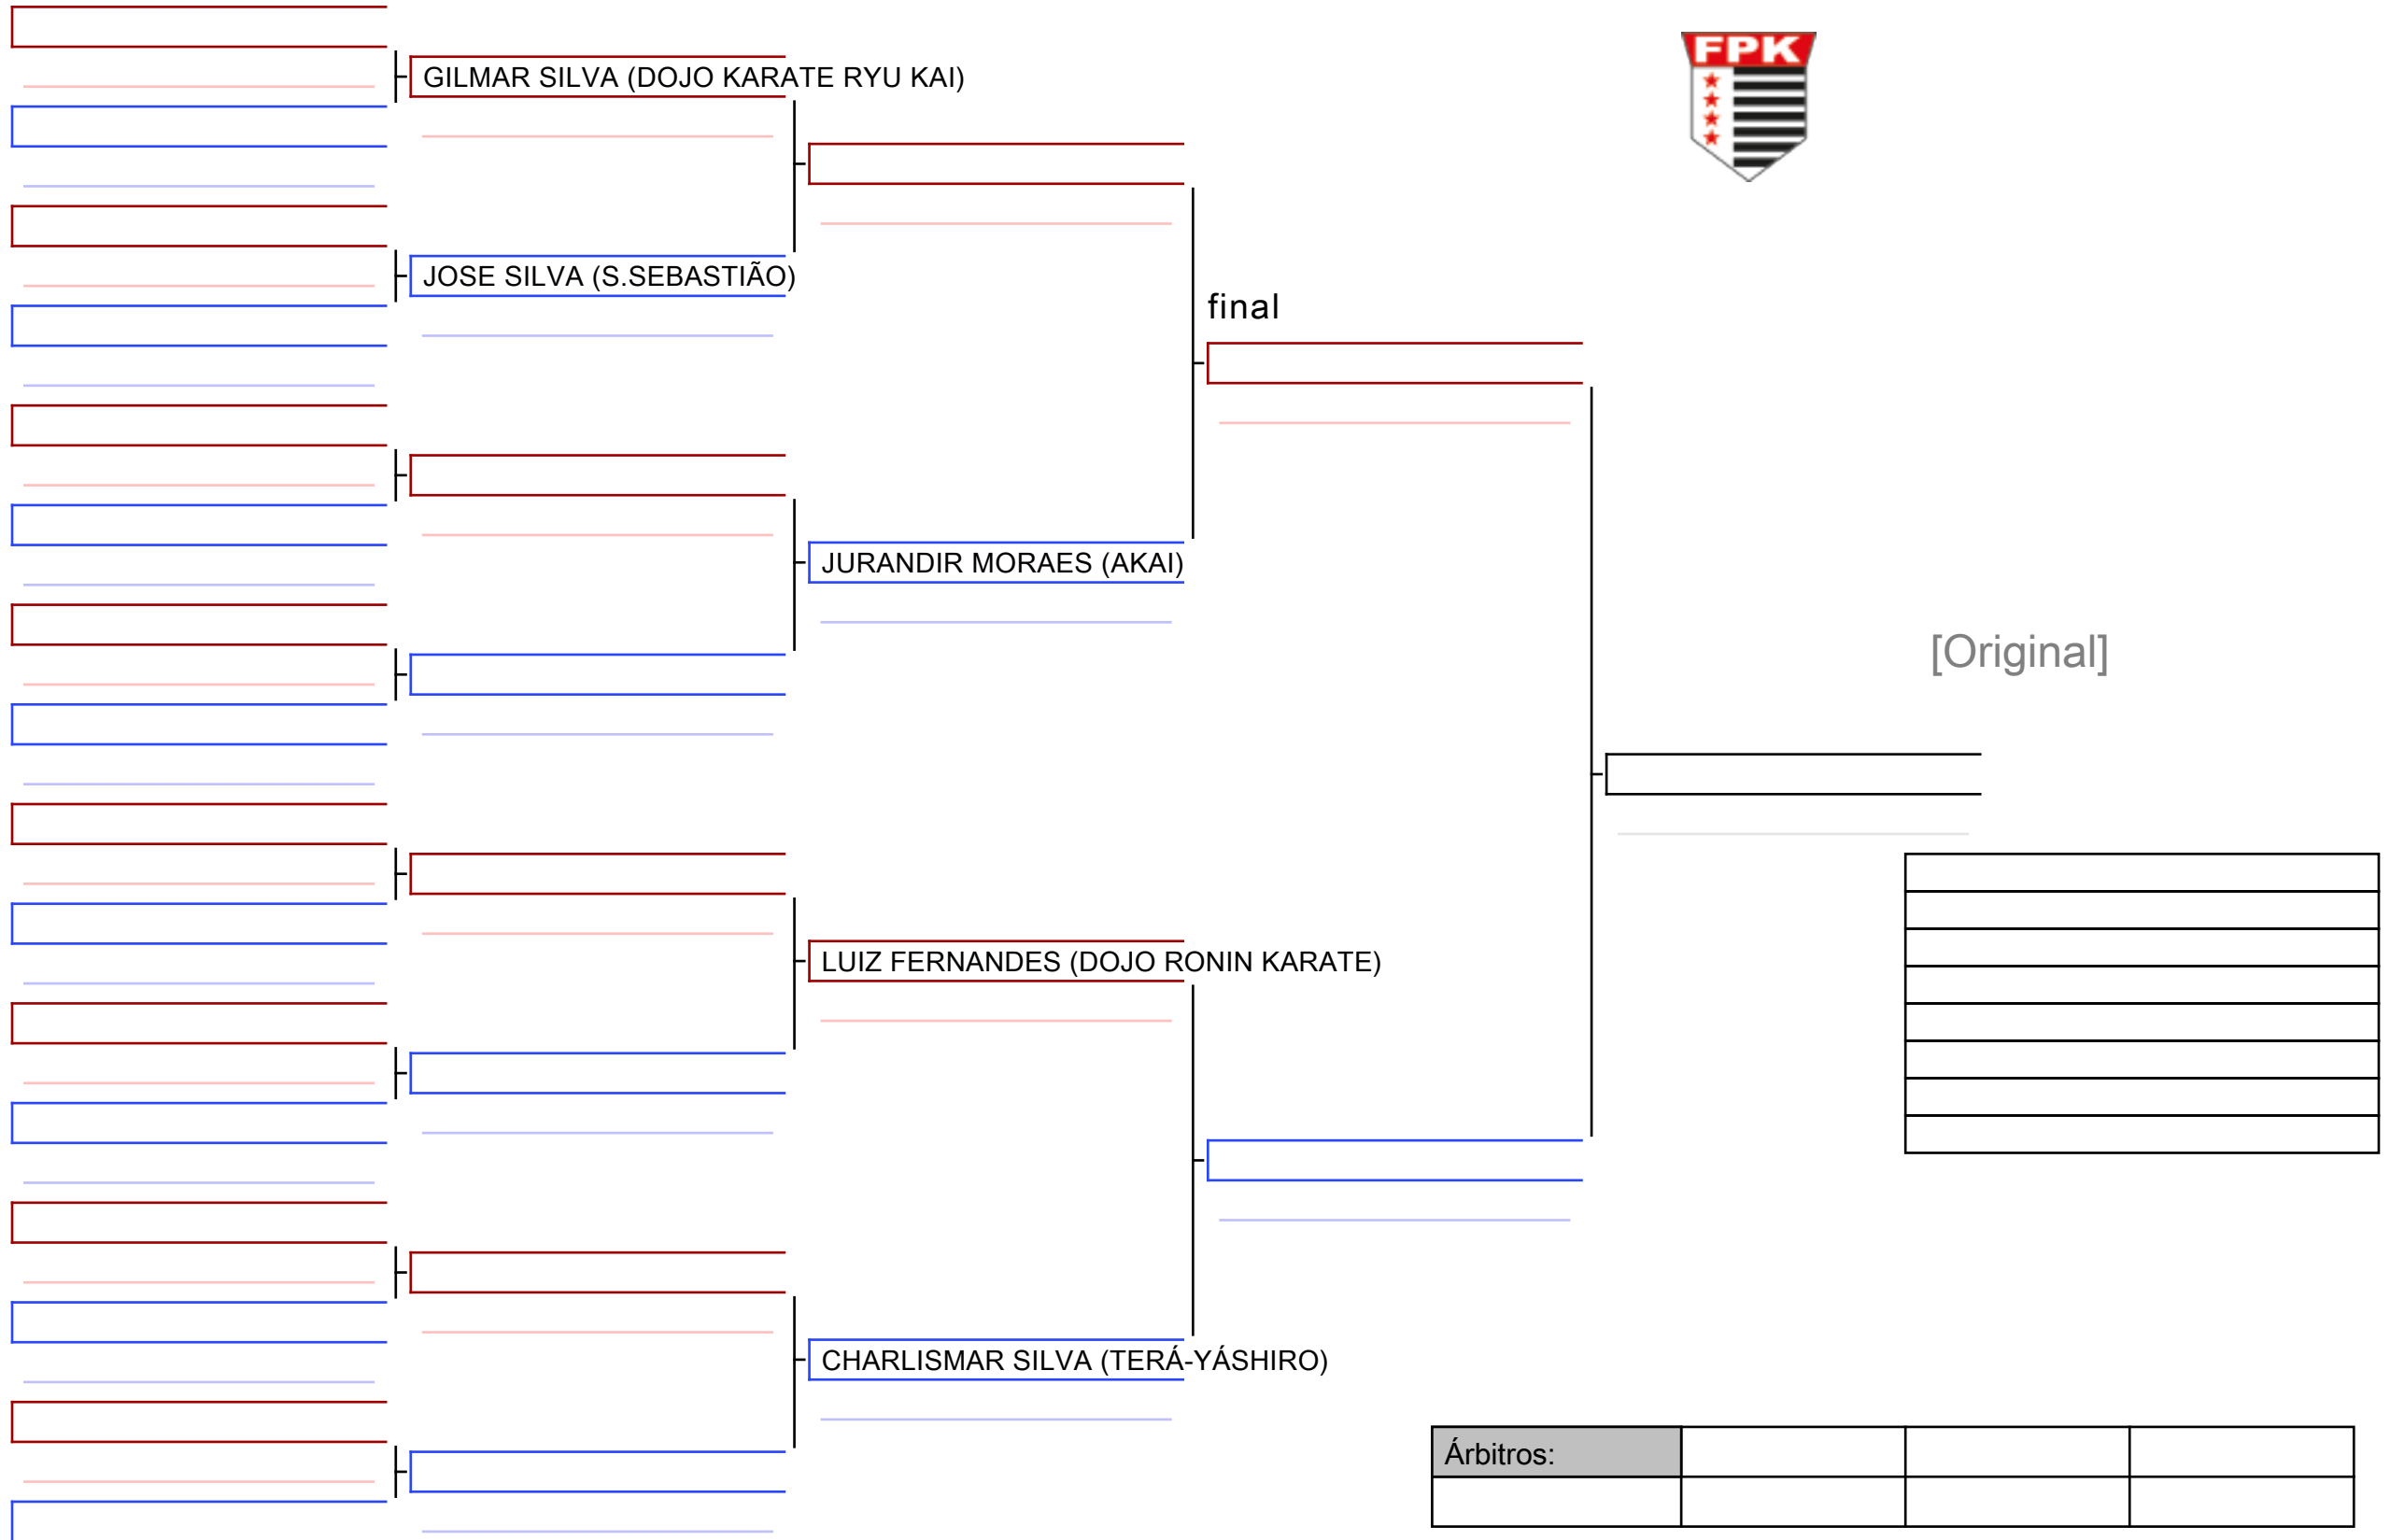 FPK
GILMAR SILVA (DOJO KARATE RYU KAI)
JOSE SILVA (S.SEBASTIÃO)
final
JURANDIR MORAES (AKAI)
[Original]
LUIZ FERNANDES (DOJO RONIN KARATE)
CHARLISMAR SILVA (TERÁ-YÁSHIRO)
Árbitros: